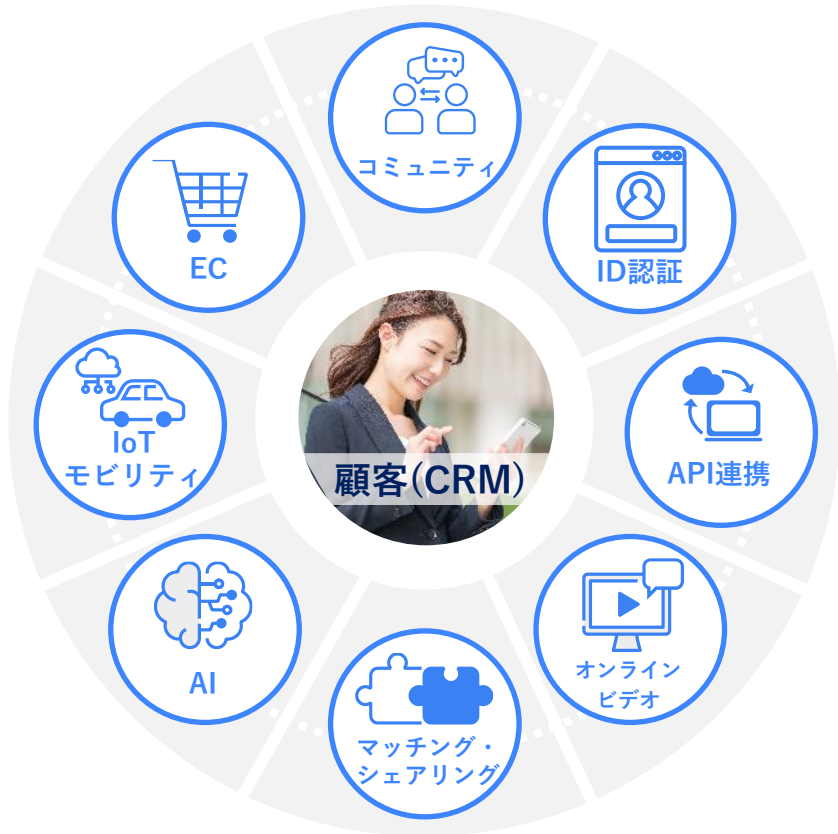 コミュニティ
ID認証
API連携
オンライン
ビデオ
マッチング・
シェアリング
AI
IoT
モビリティ
EC
顧客(CRM)